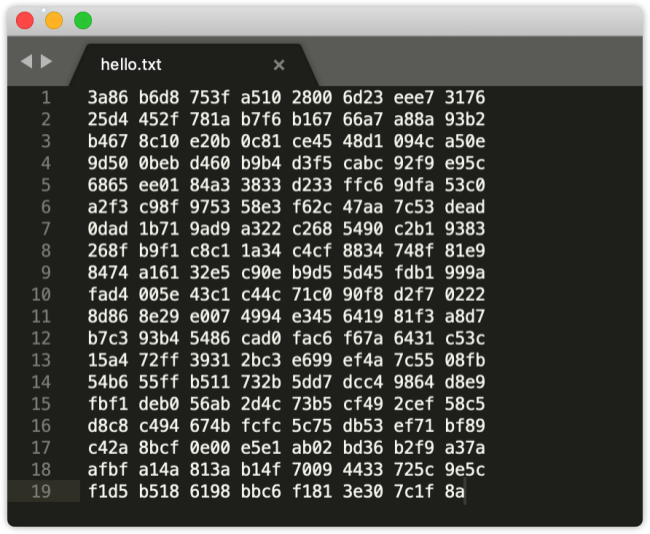 hello.txt
1 3a86 b6d8 753f a510 2800 6d23 eee7 3176
2 25d4 452f 781a b7f6 b167 66a7 a88a 93b2
3 b467 8c10 e20b 0c81 ce45 48d1 094c a50e
4 9d50 0beb d460 b9b4 d3f5 cabc 92f9 e95c
5 6865 ee01 84a3 3833 d233 ffc6 9dfa 53c0
6 a2f3 c98f 9753 58e3 f62c 47aa 7c53 dead
7 0dad 1b71 9ad9 a322 c268 5490 c2b1 9383
8 268f b9f1 c8c1 1a34 c4cf 8834 748f 81e9
9 8474 a161 32e5 c90e b9d5 5d45 fdb1 999a
10 fad4 005e 43c1 c44c 71c0 90f8 d2f7 0222
11 8d86 8e29 e007 4994 e345 6419 81f3 a8d7
12 b7c3 93b4 5486 cad0 fac6 f67a 6431 c53c
13 15a4 72ff 3931 2bc3 e699 ef4a 7c55 08fb
14 54b6 55ff b511 732b 5dd7 dcc4 9864 d8e9
15 fbf1 deb0 56ab 2d4c 73b5 cf49 2cef 58c5
16 d8c8 c494 674b fcfc 5c75 db53 ef71 bf89
17 c42a 8bcf 0e00 e5e1 ab02 bd36 b2f9 a37a
18 afbf a14a 813a b14f 7009 4433 725c 9e5c
19 f1d5 b518 6198 bbc6 f181 3e30 7c1f 8a